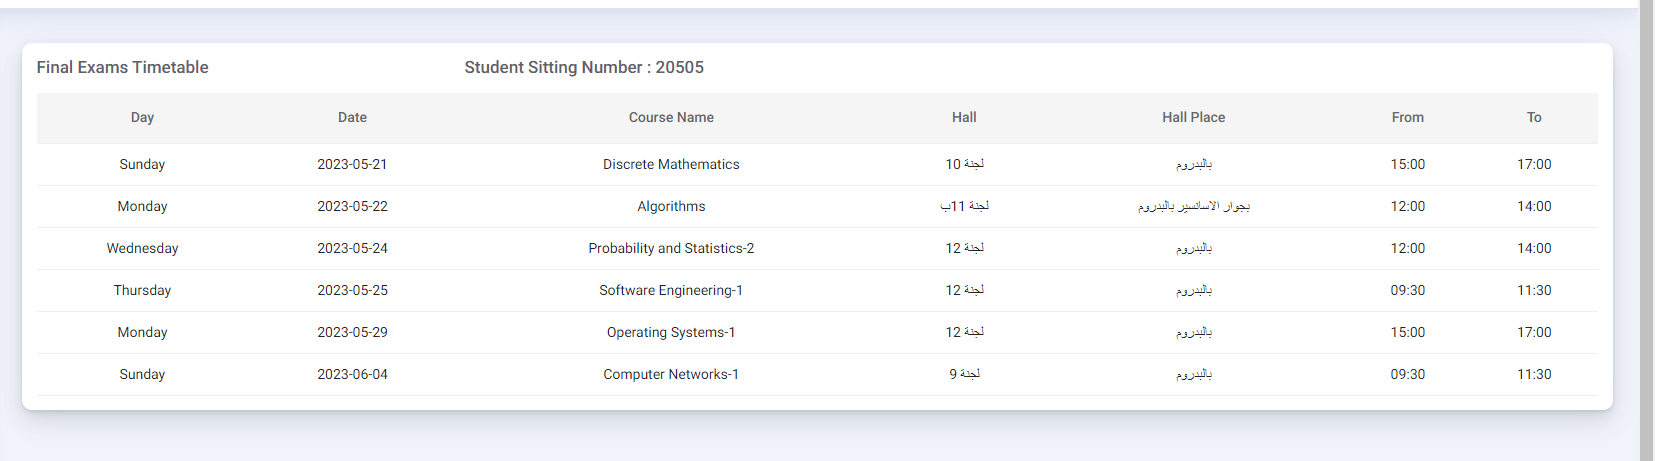 Final Exams Timetable Student Sitting Number : 20505
Day Date Course Name Hall Hall Place From To
Sunday 2023-05-21 Discrete Mathematics لجنة 10 بالبدروم 15:00 17:00
Monday 2023-05-22 Algorithms لجنة 11ب بجوار الاسانسير بالبدروم 12:00 14:00
Wednesday 2023-05-24 Probability and Statistics-2 لجنة 12 بالبدروم 12:00 14:00
Thursday 2023-05-25 Software Engineering-1 لجنة 12 بالبدروم 09:30 11:30
Monday 2023-05-29 Operating Systems-1 لجنة 12 بالبدروم 15:00 17:00
Sunday 2023-06-04 Computer Networks-1 لجنة 9 بالبدروم 09:30 11:30